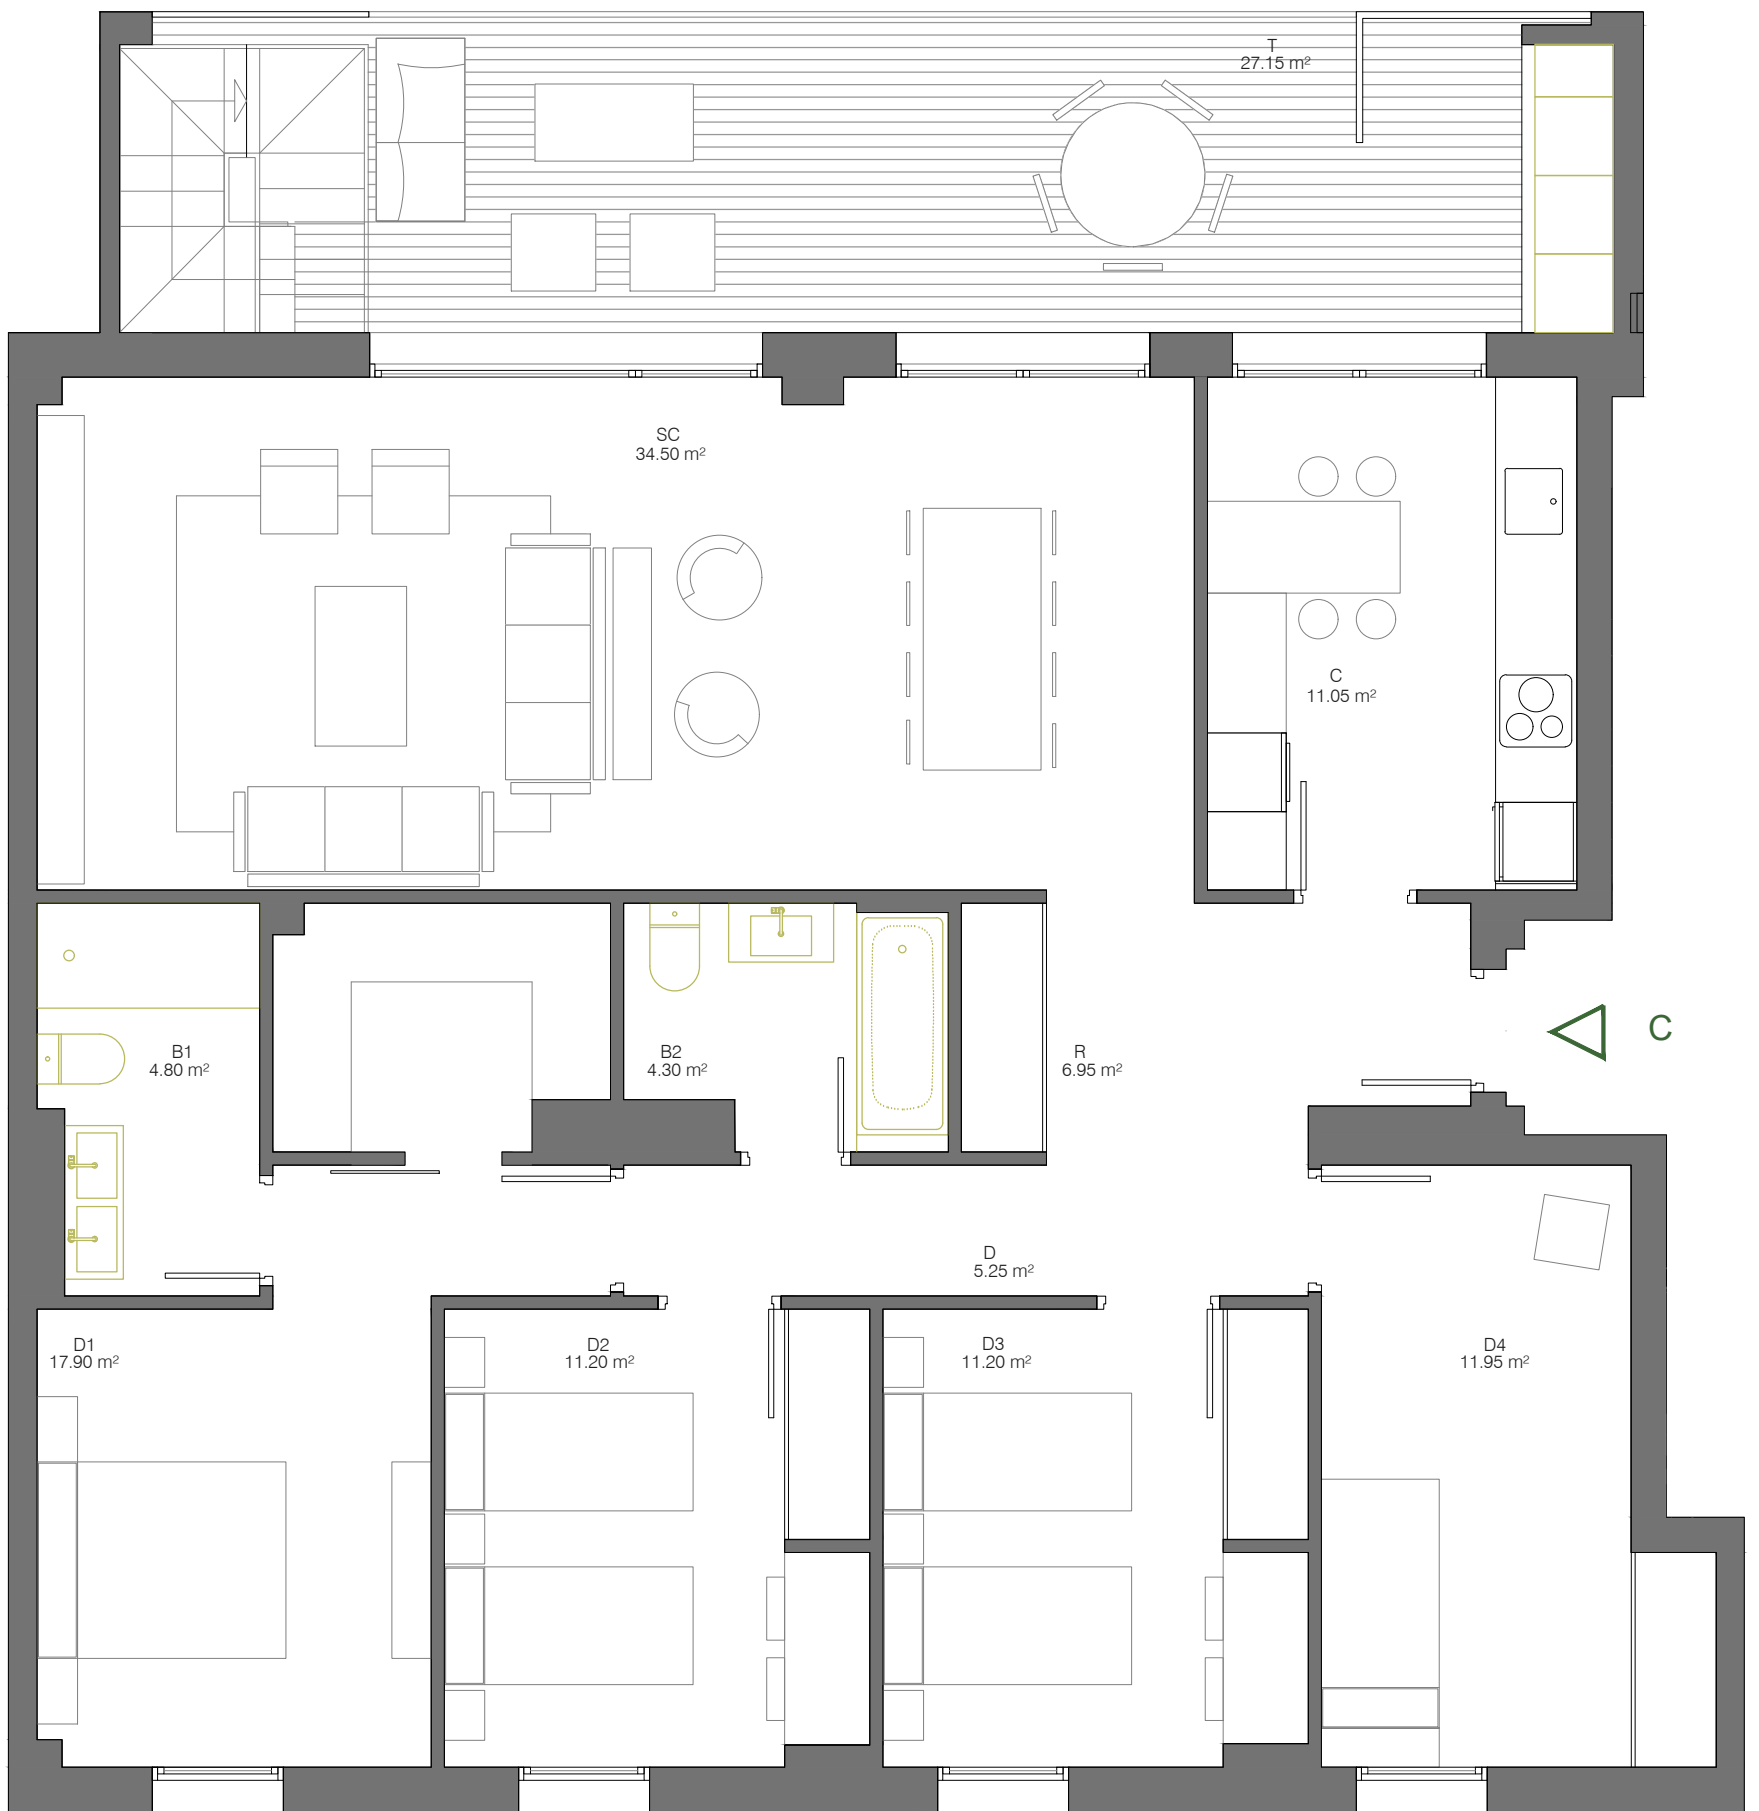 T
27.15 m²
SC
34.50 m²
C
11.05 m²
B1
4.80 m²
B2
4.30 m²
R
6.95 m²
C
D
5.25 m²
D1
17.90 m²
D2
11.20 m²
D3
11.20 m²
D4
11.95 m²